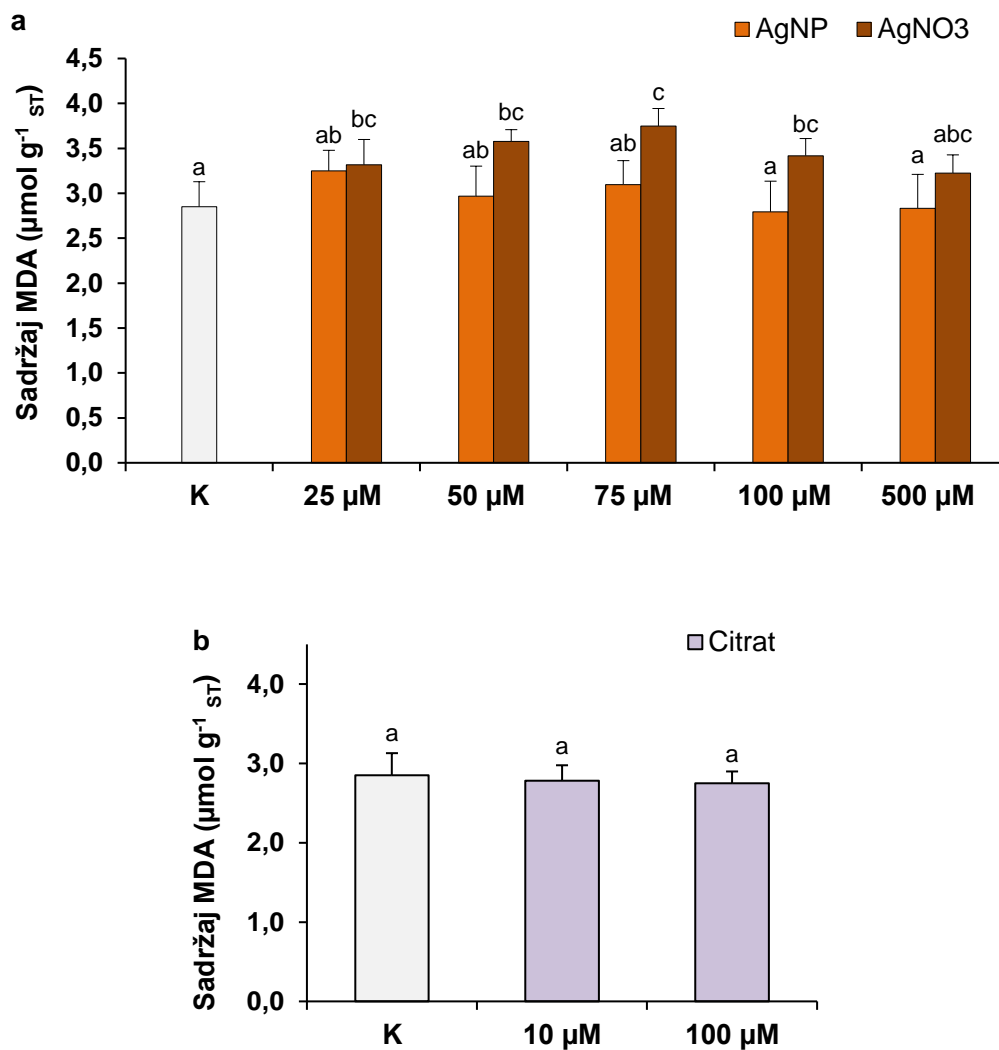 a
AgNP AgNO3
Sadržaj MDA (µmol g⁻¹ ST)
4,5
4,0
3,5
3,0
2,5
2,0
1,5
1,0
0,5
0,0
a
ab bc
ab bc
ab c
a bc
a abc
K 25 µM 50 µM 75 µM 100 µM 500 µM
b
Citrat
Sadržaj MDA (µmol g⁻¹ ST)
4,0
3,0
2,0
1,0
0,0
a a a
K 10 µM 100 µM